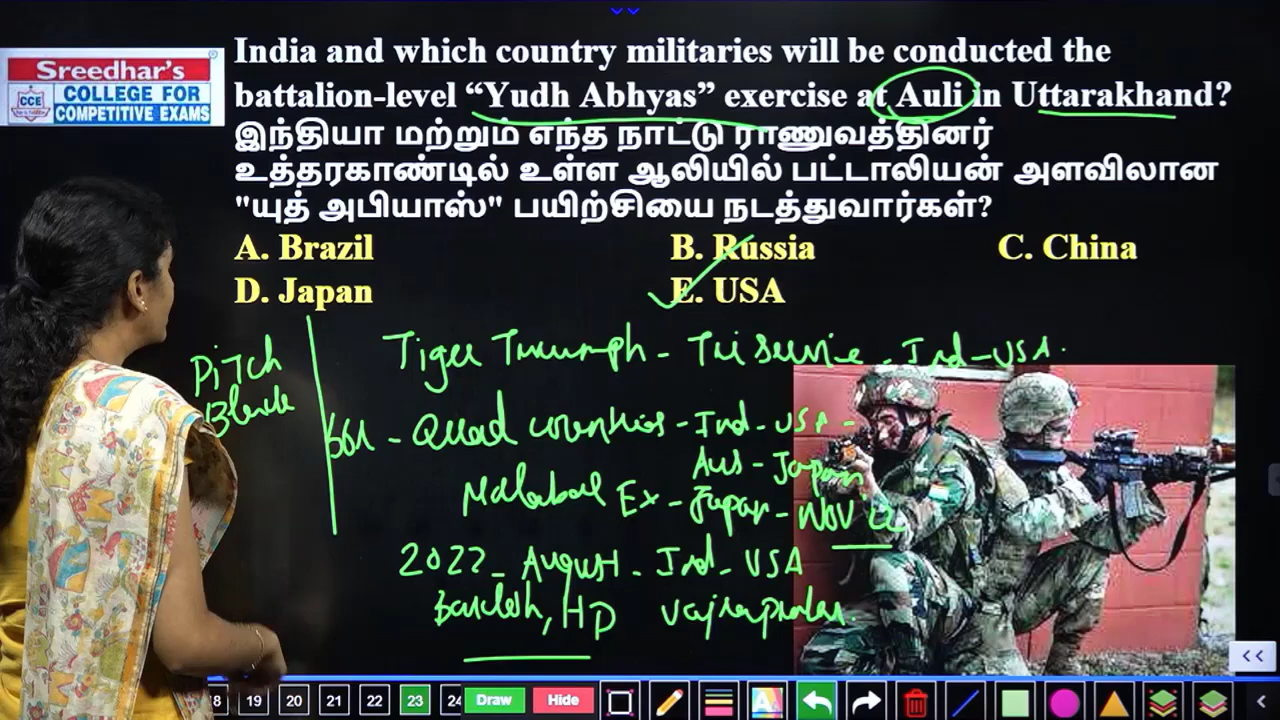 Sreedhar's
CCE
COLLEGE FOR
COMPETITIVE EXAMS
India and which country militaries will be conducted the
battalion-level “Yudh Abhyas” exercise at Auli in Uttarakhand?
இந்தியா மற்றும் எந்த நாட்டு ராணுவத்தினர்
உத்தரகாண்டில் உள்ள ஆலியில் பட்டாலியன் அளவிலான
"யுத் அபியாஸ்" பயிற்சியை நடத்துவார்கள்?
A. Brazil B. Russia C. China
D. Japan E. USA
Pitch
Black
Tiger Triumph - Tri Service - Ind - USA.
Quad countries - Ind - USA -
Aus - Japan
Malabar Ex - Japan - Nov 22
2022 - August - Ind - USA
HP Vajraprahar
18 19 20 21 22 23 24 Draw Hide